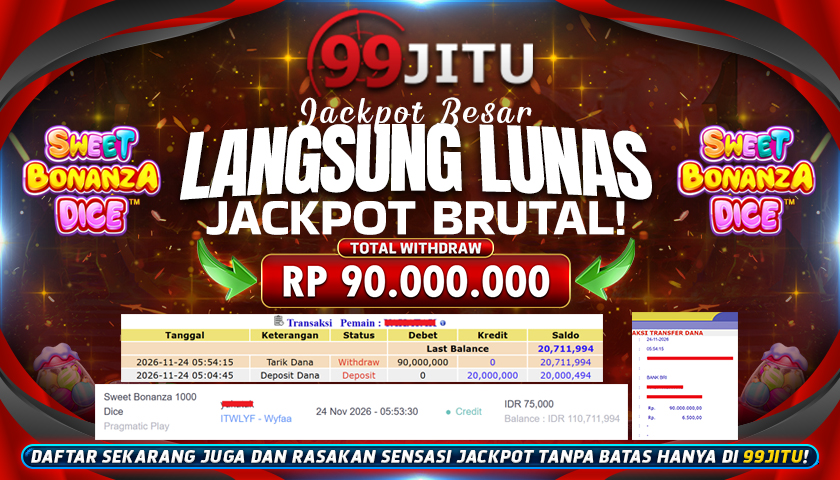 99JITU
Jackpot Besar
LANGSUNG LUNAS
JACKPOT BRUTAL!
SWEET BONANZA DICE™
SWEET BONANZA DICE™
TOTAL WITHDRAW
RP 90.000.000
Transaksi Pemain :
Tanggal Keterangan Status Debet Kredit Saldo
Last Balance 20,711,994
2026-11-24 05:54:15 Tarik Dana Withdraw 90,000,000 0 20,711,994
2026-11-24 05:04:45 Deposit Dana Deposit 0 20,000,000 20,000,494
Sweet Bonanza 1000 Dice
Pragmatic Play
ITWLYF - Wyfaa
24 Nov 2026 - 05:53:30
Credit
IDR 75,000
Balance : IDR 110,711,994
AKSI TRANSFER DANA
24-11-2026
05:54:15
BANK BRI
Rp. 90.000.000,00
Rp. 6.500,00
DAFTAR SEKARANG JUGA DAN RASAKAN SENSASI JACKPOT TANPA BATAS HANYA DI 99JITU!